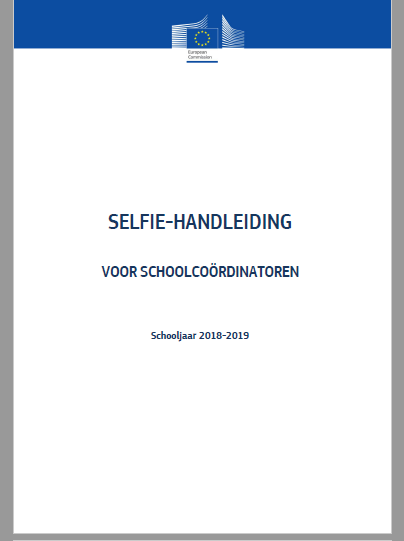 European
Commission
SELFIE-HANDLEIDING
VOOR SCHOOLCOÖRDINATOREN
Schooljaar 2018-2019